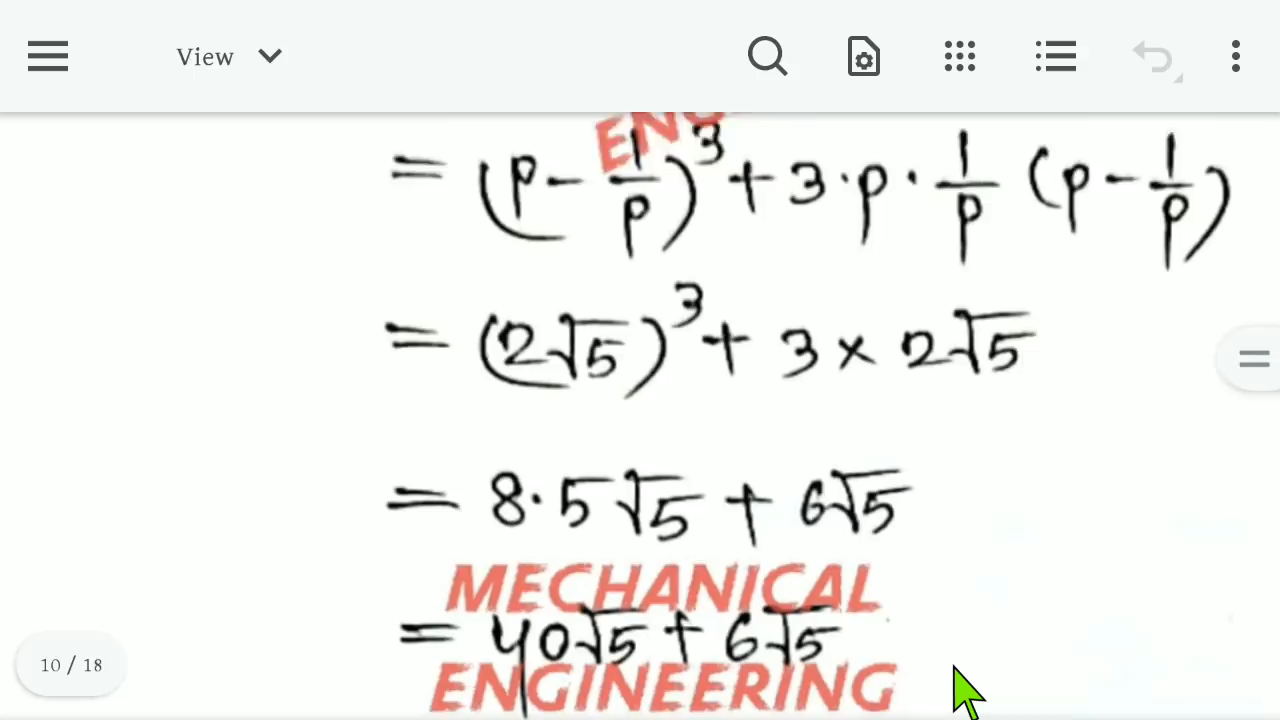 View
ENG
= (p - 1/p)³ + 3·p·1/p (p - 1/p)
= (2√5)³ + 3 × 2√5
= 8·5√5 + 6√5
MECHANICAL
= 40√5 + 6√5
ENGINEERING
10 / 18